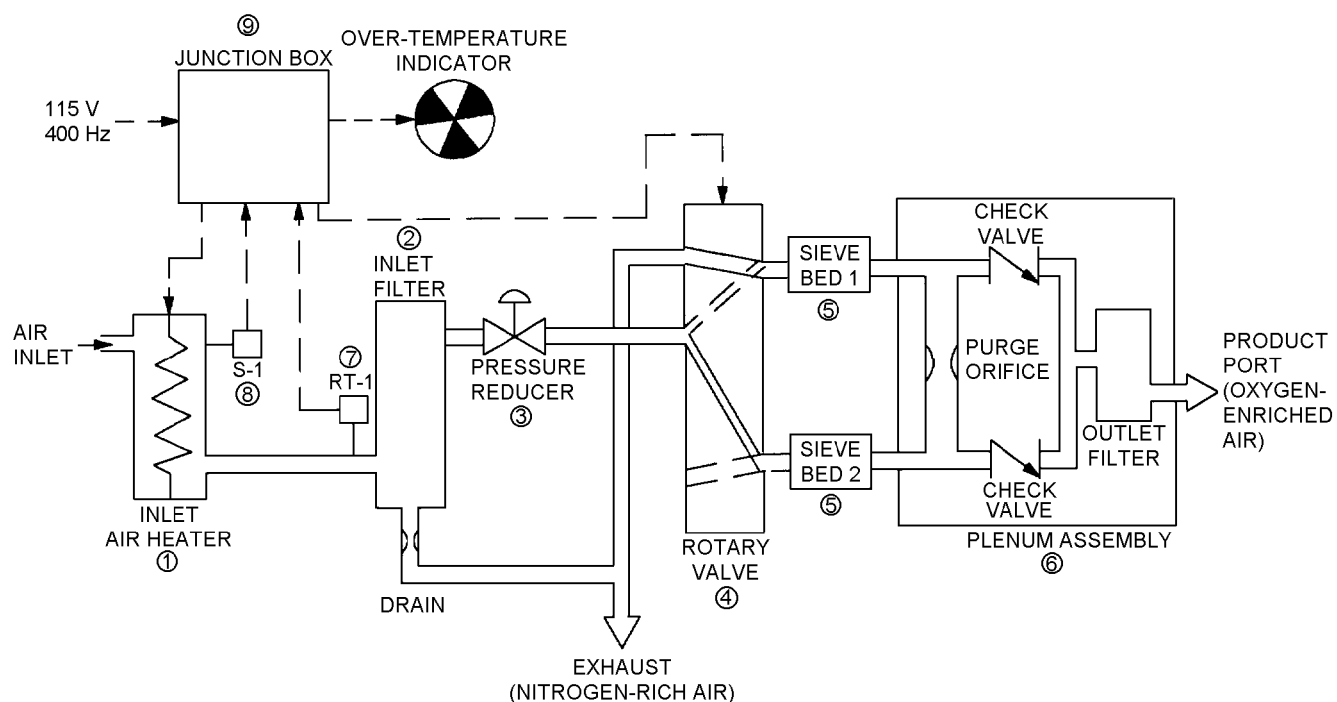 ⑨
JUNCTION BOX
OVER-TEMPERATURE
INDICATOR
115 V
400 Hz
②
INLET
FILTER
CHECK
VALVE
SIEVE
BED 1
⑤
AIR
INLET
S-1
⑧
⑦
RT-1
PRESSURE
REDUCER
③
PURGE
ORIFICE
PRODUCT
PORT
(OXYGEN-
ENRICHED
AIR)
OUTLET
FILTER
SIEVE
BED 2
⑤
CHECK
VALVE
INLET
AIR HEATER
①
ROTARY
VALVE
④
PLENUM ASSEMBLY
⑥
DRAIN
EXHAUST
(NITROGEN-RICH AIR)